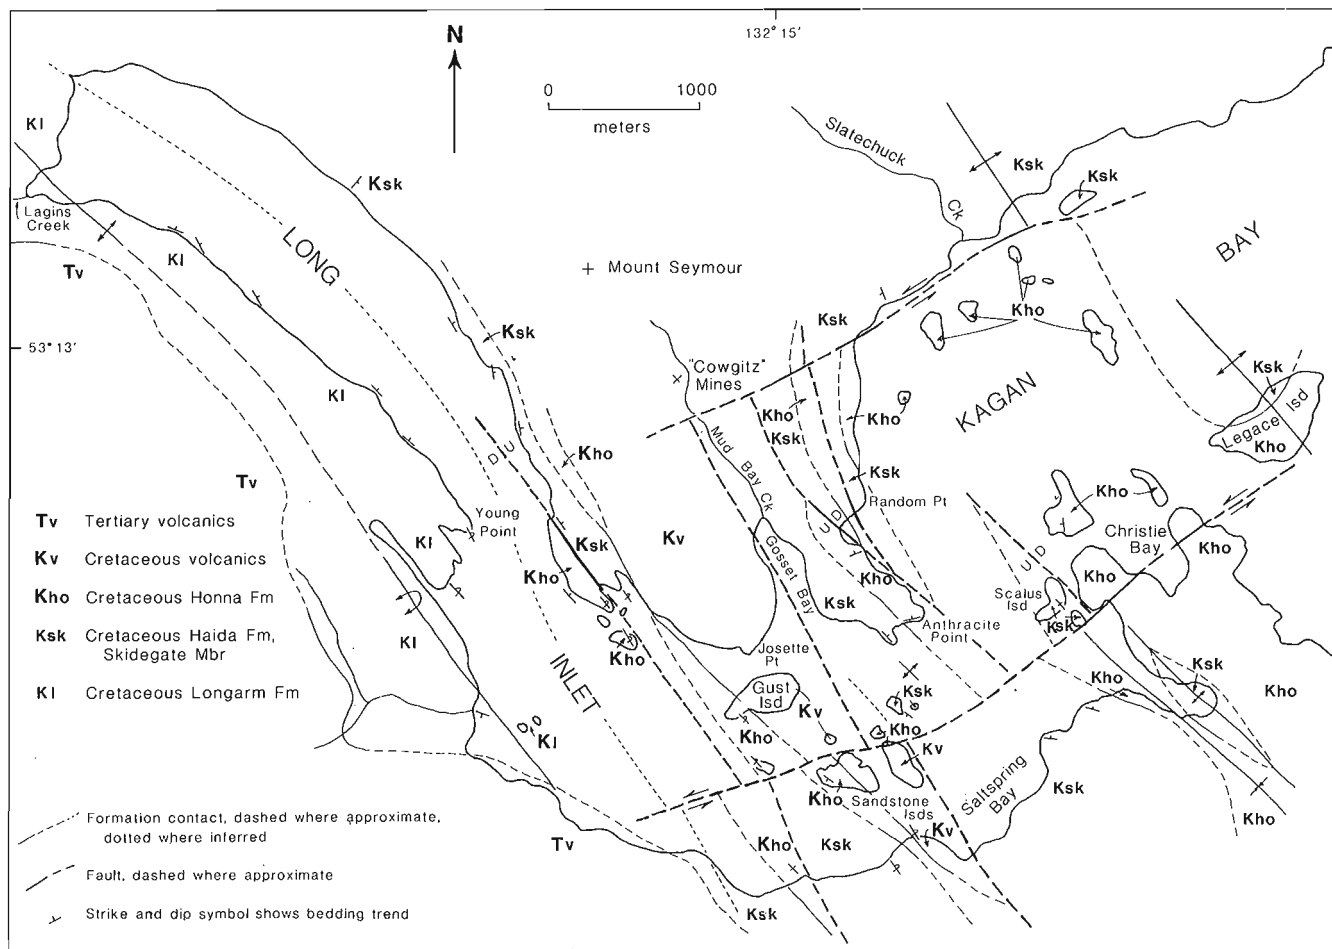 132° 15'
N
0 1000
meters
Slatechuck
Ck
Kl
Ksk
Ksk
Ksk
Lagins
Creek
LONG
Kl
Tv
BAY
Mount Seymour
Kho
Ksk
Ksk
53° 13'
"Cowgitz"
Mines
Ksk
Kl
Kho
Kho
KAGAN
Legace Isd
Kho
Mud Bay Ck
Ksk
D U
Kho
Ksk
Tv
Young
Point
Random Pt
Kho
Christie
Bay
Kho
U D
U D
Tv Tertiary volcanics
Kv Cretaceous volcanics
Kho Cretaceous Honna Fm
Ksk Cretaceous Haida Fm,
Skidegate Mbr
Kl Cretaceous Longarm Fm
Kl
Ksk
Kv
Gosset Bay
Kho
Kho
Kho
Scalus
Isd
Ksk
Ksk
Anthracite
Point
Kl
Kho
INLET
Josette
Pt
Gust
Isd
Kv
Ksk
Kho
Ksk
Kho
Kl
Kho
Kho
Kv
Kho
Sandstone
Isds
Saltspring
Bay
Ksk
Kho
Tv
Kho
Ksk
Kv
Ksk
Formation contact, dashed where approximate,
dotted where inferred
Fault, dashed where approximate
Strike and dip symbol shows bedding trend